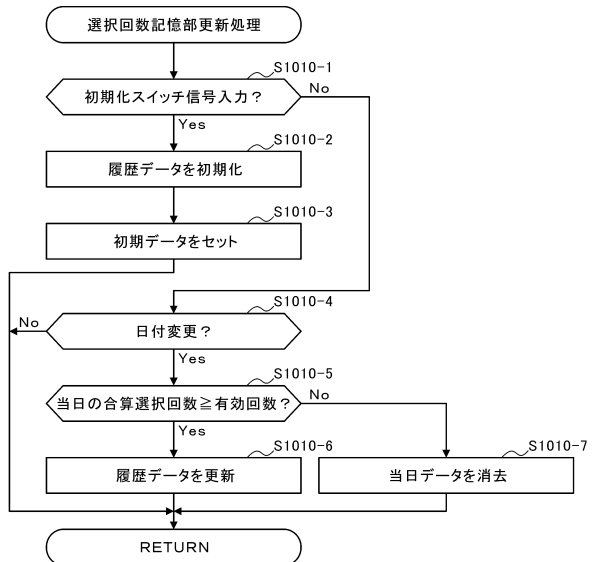 選択回数記憶部更新処理
S1010-1
初期化スイッチ信号入力？
No
Yes
S1010-2
履歴データを初期化
S1010-3
初期データをセット
S1010-4
No
日付変更？
Yes
S1010-5
当日の合算選択回数≧有効回数？
No
Yes
S1010-6
履歴データを更新
S1010-7
当日データを消去
RETURN